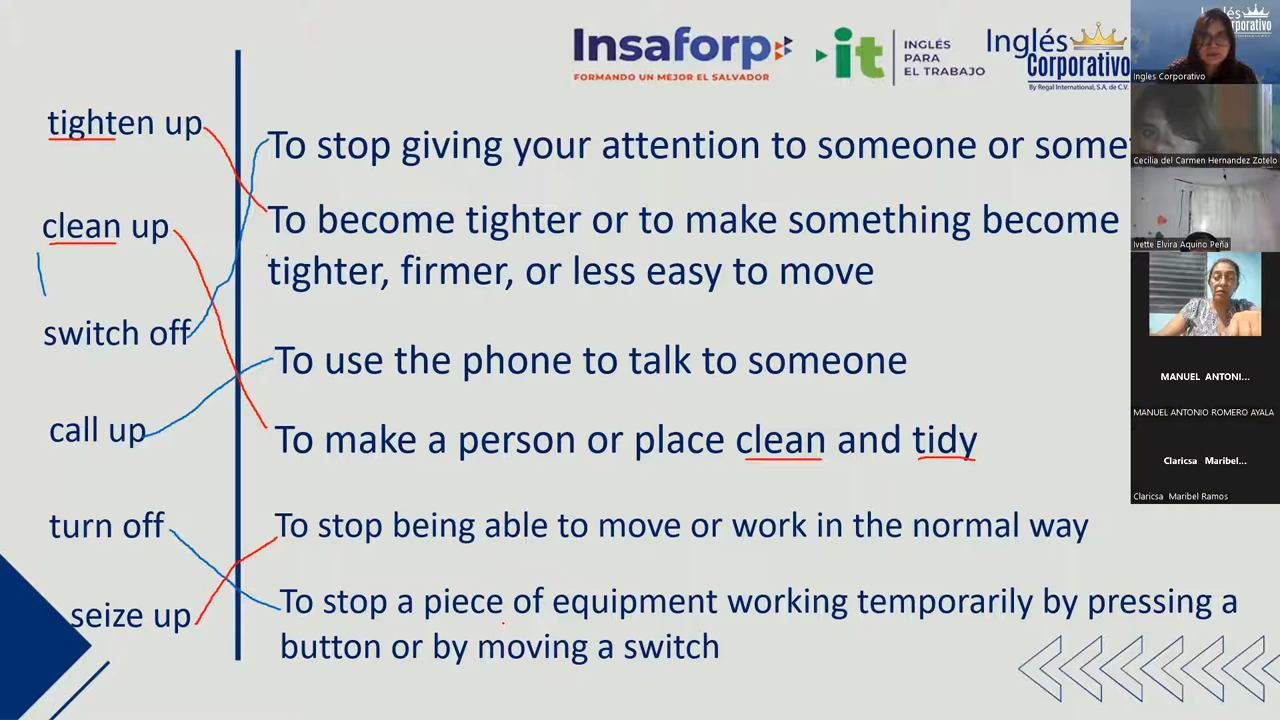 Insaforp
FORMANDO UN MEJOR EL SALVADOR
it
INGLÉS
PARA
EL TRABAJO
Inglés
Corporativo
By Regal International, S.A. de C.V.
tighten up
clean up
switch off
call up
turn off
seize up
To stop giving your attention to someone or somet
To become tighter or to make something become
tighter, firmer, or less easy to move
To use the phone to talk to someone
To make a person or place clean and tidy
To stop being able to move or work in the normal way
To stop a piece of equipment working temporarily by pressing a
button or by moving a switch
Ingles Corporativo
Cecilia del Carmen Hernandez Zotelo
Ivette Elvira Aquino Peña
MANUEL ANTONI...
MANUEL ANTONIO ROMERO AYALA
Claricsa Maribel...
Claricsa Maribel Ramos